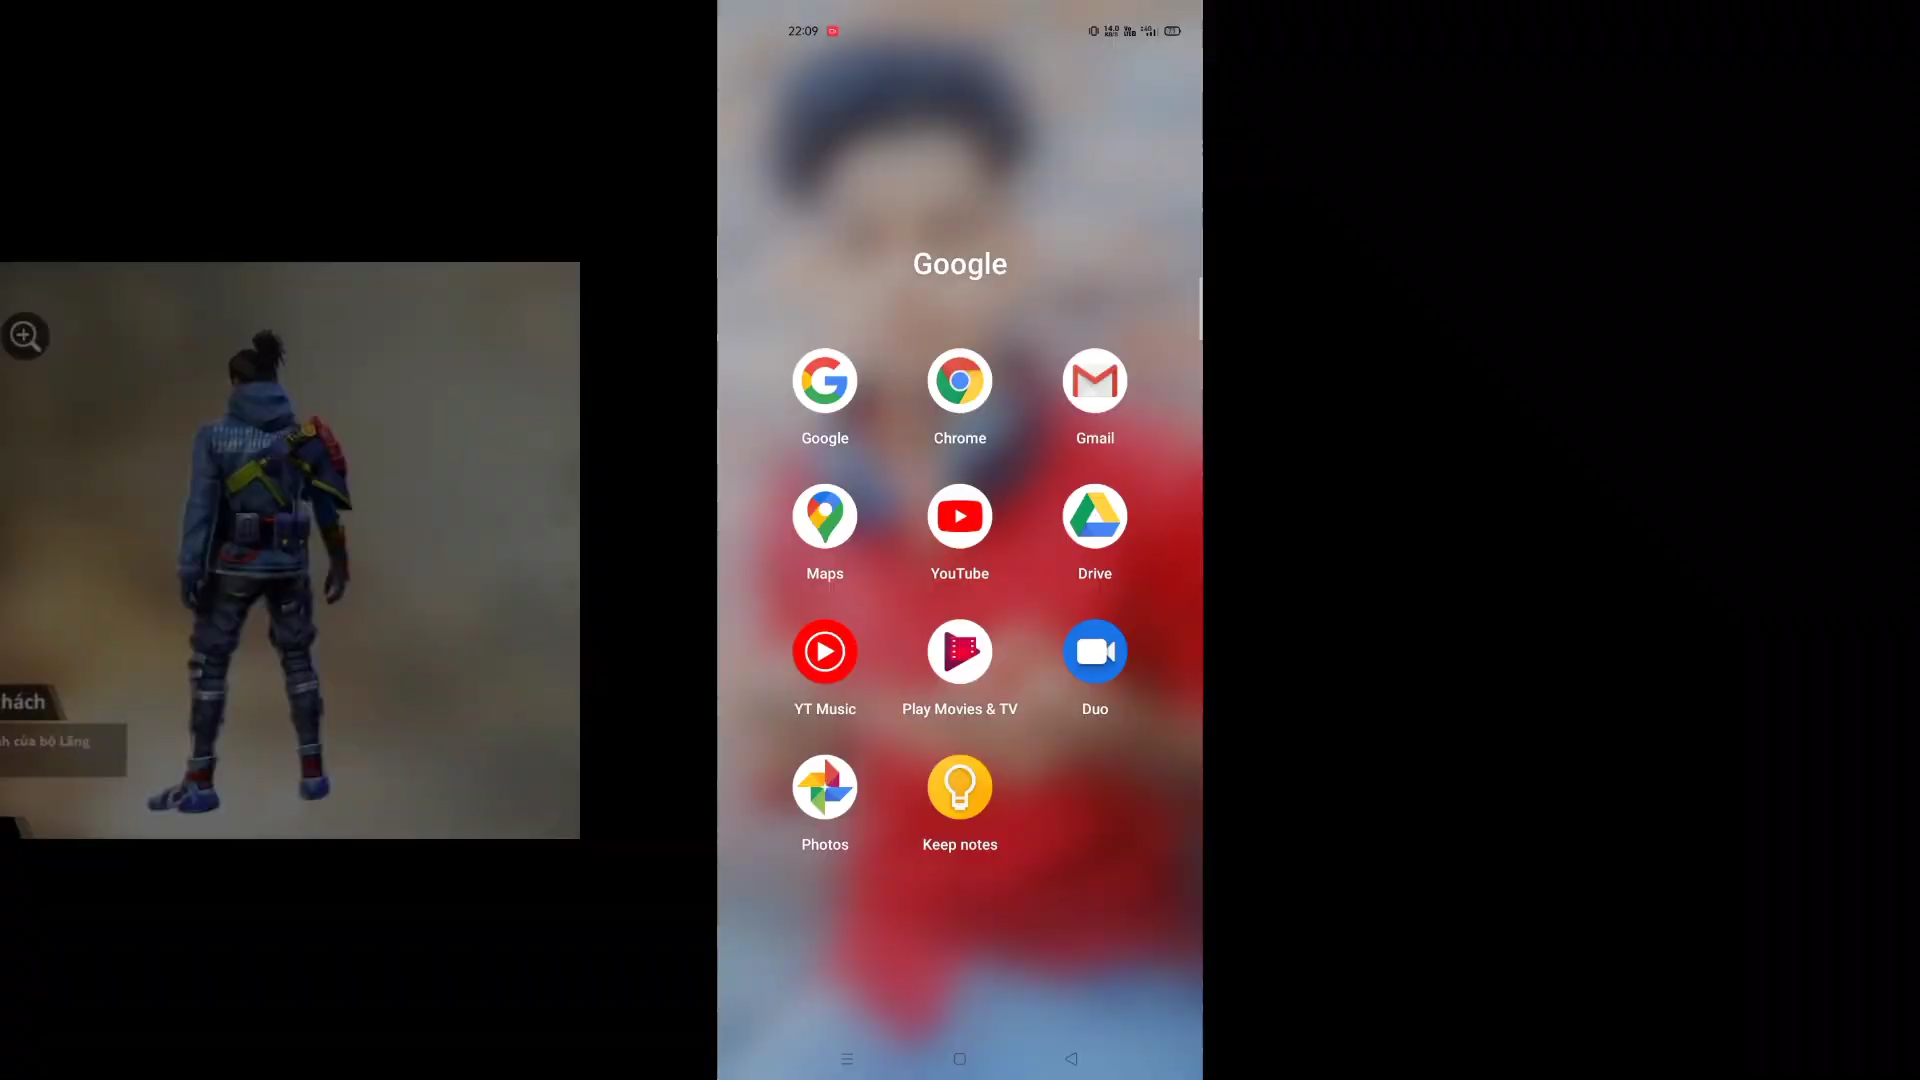 22:09
Google
Google
Chrome
Gmail
Maps
YouTube
Drive
YT Music
Play Movies & TV
Duo
Photos
Keep notes
hách
h của bộ Lãng